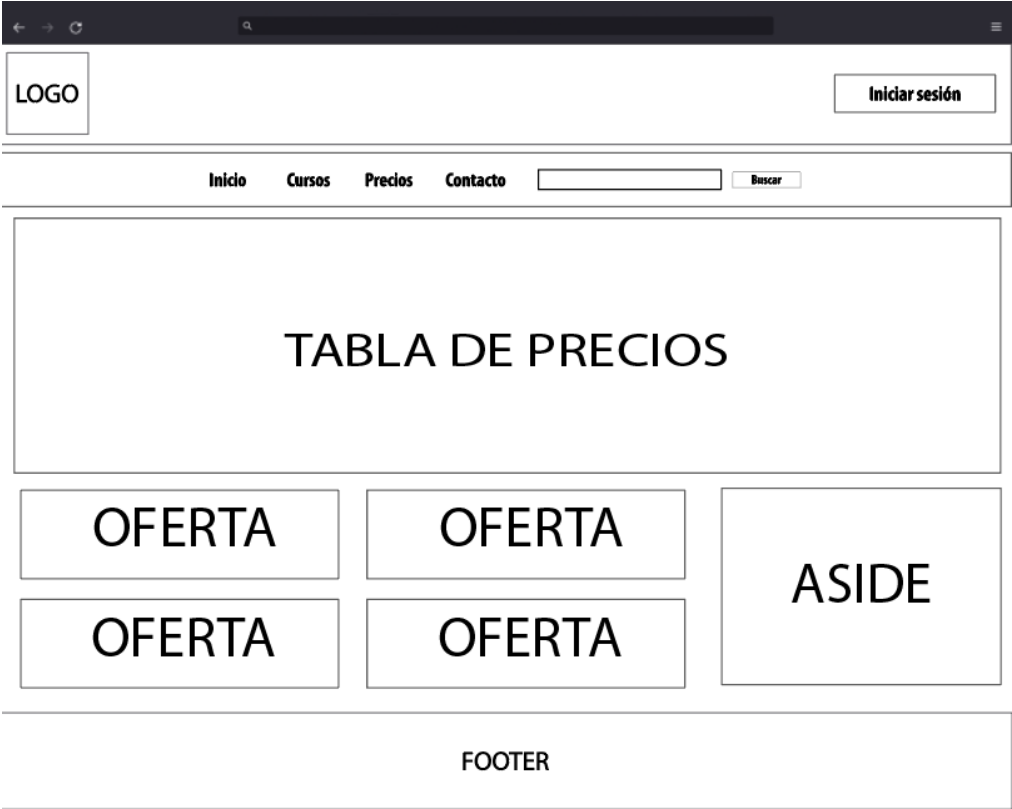 LOGO
Iniciar sesión
Inicio Cursos Precios Contacto Buscar
TABLA DE PRECIOS
OFERTA OFERTA
ASIDE
OFERTA OFERTA
FOOTER